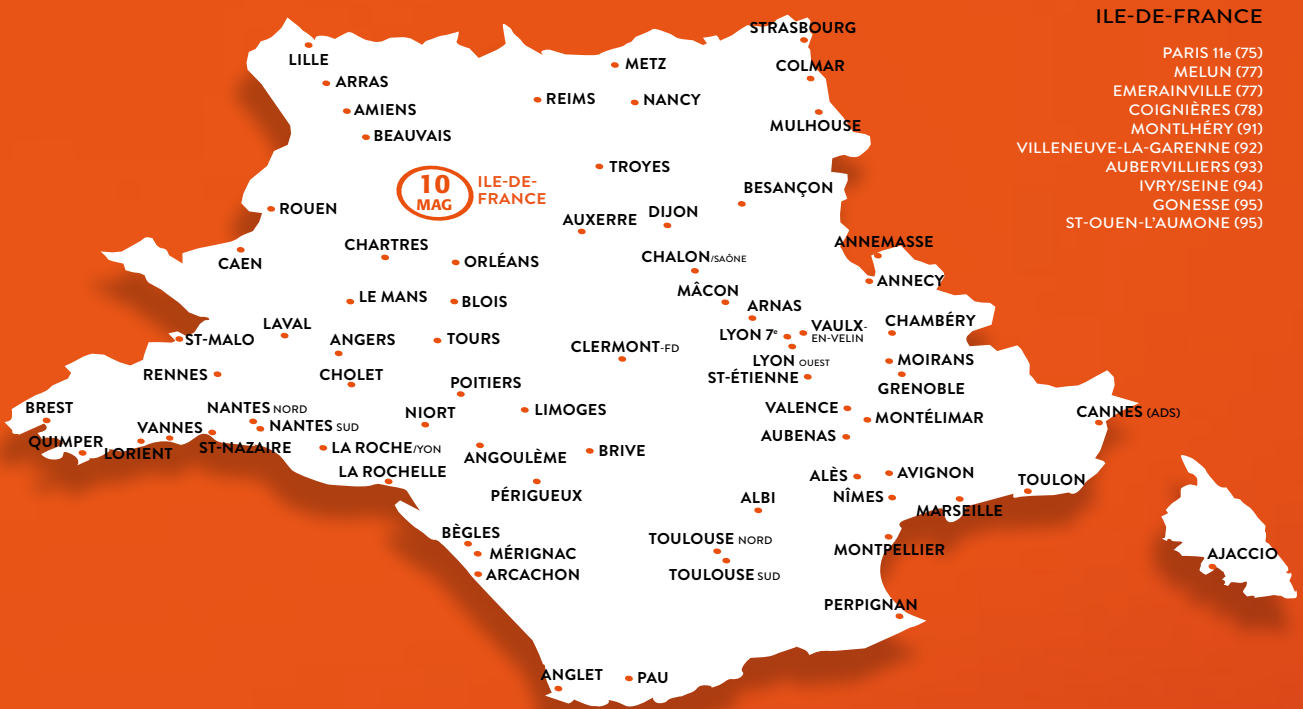 ILE-DE-FRANCE
PARIS 11e (75)
MELUN (77)
EMERAINVILLE (77)
COIGNIÈRES (78)
MONTLHÉRY (91)
VILLENEUVE-LA-GARENNE (92)
AUBERVILLIERS (93)
IVRY/SEINE (94)
GONESSE (95)
ST-OUEN-L'AUMONE (95)
STRASBOURG
LILLE
METZ
COLMAR
ARRAS
REIMS
NANCY
AMIENS
MULHOUSE
BEAUVAIS
TROYES
10
MAG
ILE-DE-
FRANCE
BESANÇON
ROUEN
AUXERRE
DIJON
CHARTRES
ANNEMASSE
CAEN
ORLÉANS
CHALON/SAÔNE
ANNECY
MÂCON
LE MANS
BLOIS
ARNAS
LAVAL
CHAMBÉRY
ST-MALO
ANGERS
TOURS
LYON 7e
VAULX-
EN-VELIN
CLERMONT-FD
LYON OUEST
MOIRANS
RENNES
CHOLET
ST-ÉTIENNE
POITIERS
GRENOBLE
BREST
NANTES NORD
NIORT
LIMOGES
VALENCE
MONTÉLIMAR
CANNES (ADS)
NANTES SUD
VANNES
QUIMPER
LORIENT
ST-NAZAIRE
LA ROCHE/YON
AUBENAS
BRIVE
ANGOULÊME
LA ROCHELLE
ALÈS
AVIGNON
TOULON
PÉRIGUEUX
ALBI
NÎMES
MARSEILLE
BÈGLES
TOULOUSE NORD
MÉRIGNAC
MONTPELLIER
AJACCIO
ARCACHON
TOULOUSE SUD
PERPIGNAN
ANGLET
PAU